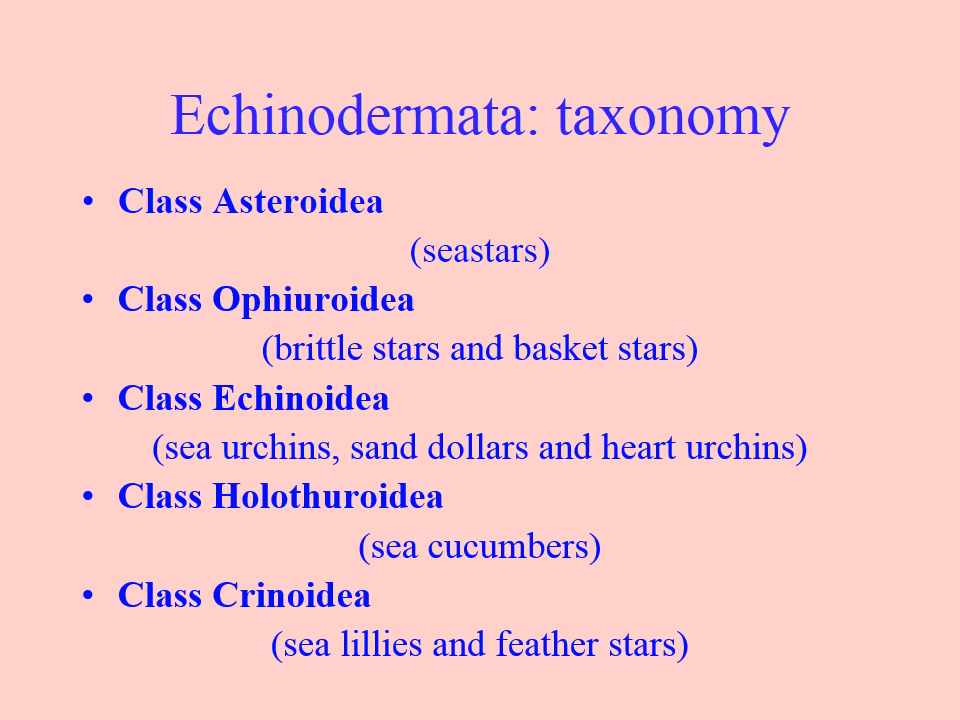 Echinodermata: taxonomy
• Class Asteroidea
(seastars)
• Class Ophiuroidea
(brittle stars and basket stars)
• Class Echinoidea
(sea urchins, sand dollars and heart urchins)
• Class Holothuroidea
(sea cucumbers)
• Class Crinoidea
(sea lillies and feather stars)